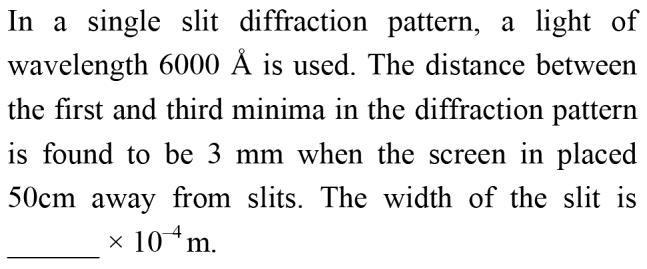 In a single slit diffraction pattern, a light of
wavelength 6000 Å is used. The distance between
the first and third minima in the diffraction pattern
is found to be 3 mm when the screen in placed
50cm away from slits. The width of the slit is
________ × 10⁻⁴ m.